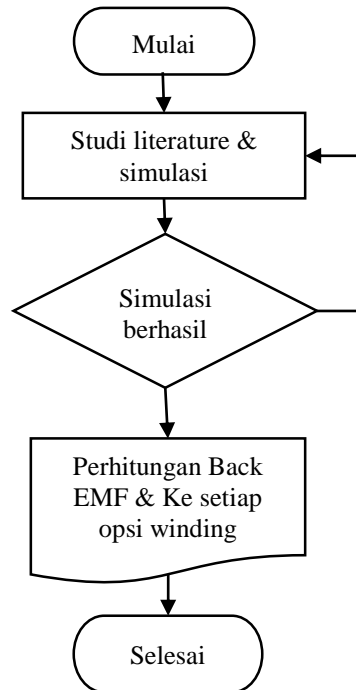 Mulai
Studi literature &
simulasi
Simulasi
berhasil
Perhitungan Back
EMF & Ke setiap
opsi winding
Selesai